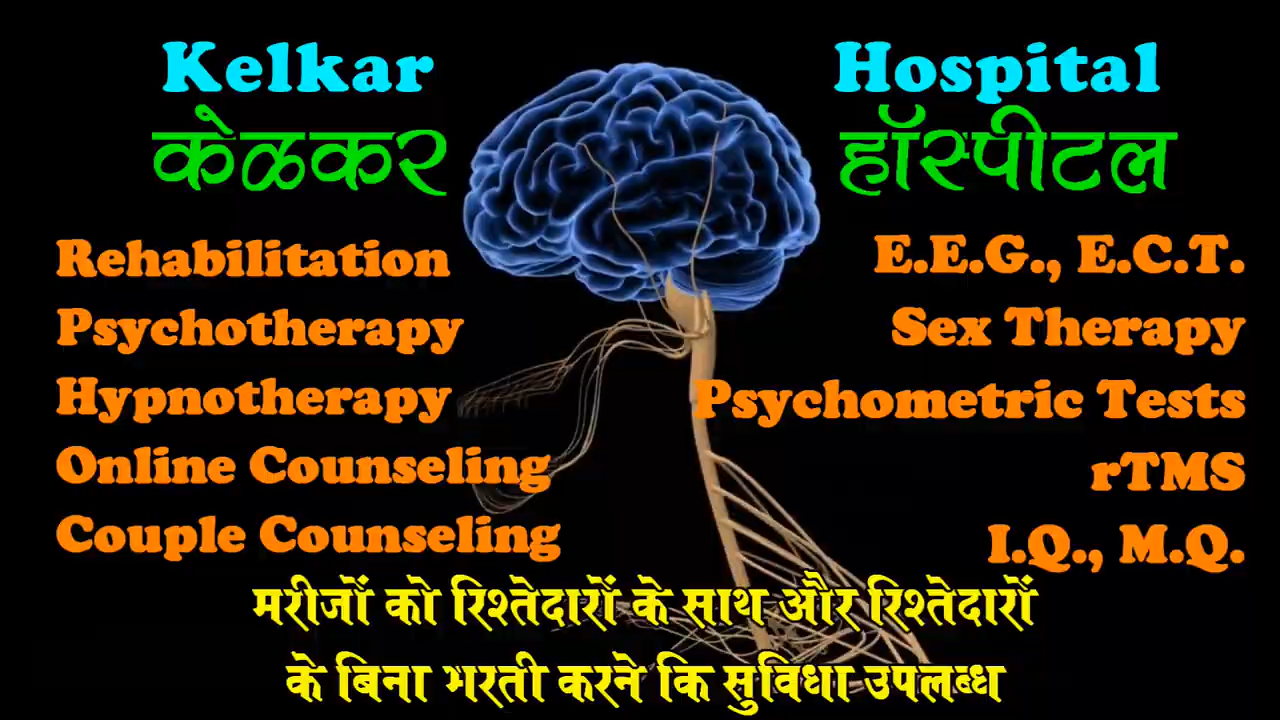 Kelkar Hospital
केळकर हॉस्पीटल
Rehabilitation
Psychotherapy
Hypnotherapy
Online Counseling
Couple Counseling
E.E.G., E.C.T.
Sex Therapy
Psychometric Tests
rTMS
I.Q., M.Q.
मरीजों को रिश्तेदारों के साथ और रिश्तेदारों
के बिना भरती करने कि सुविधा उपलब्ध